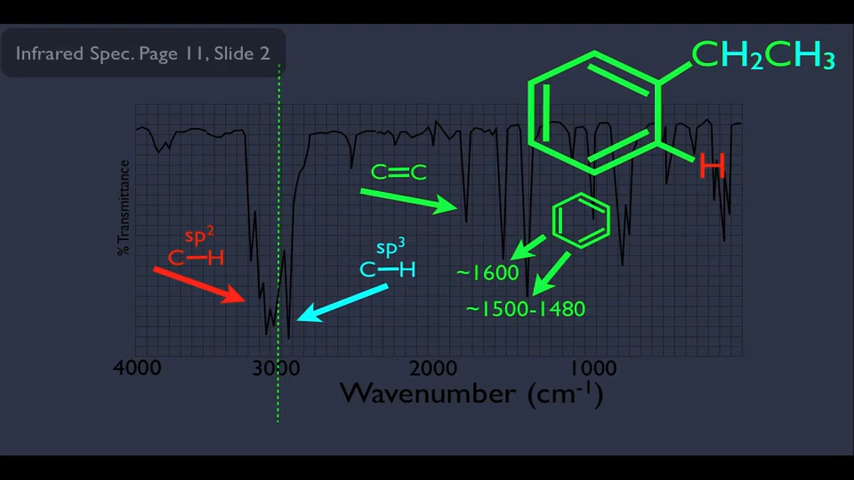 Infrared Spec. Page 11, Slide 2
CH₂CH₃
H
% Transmittance
C=C
sp²
C—H
sp³
C—H
~1600
~1500-1480
4000 3000 2000 1000
Wavenumber (cm⁻¹)